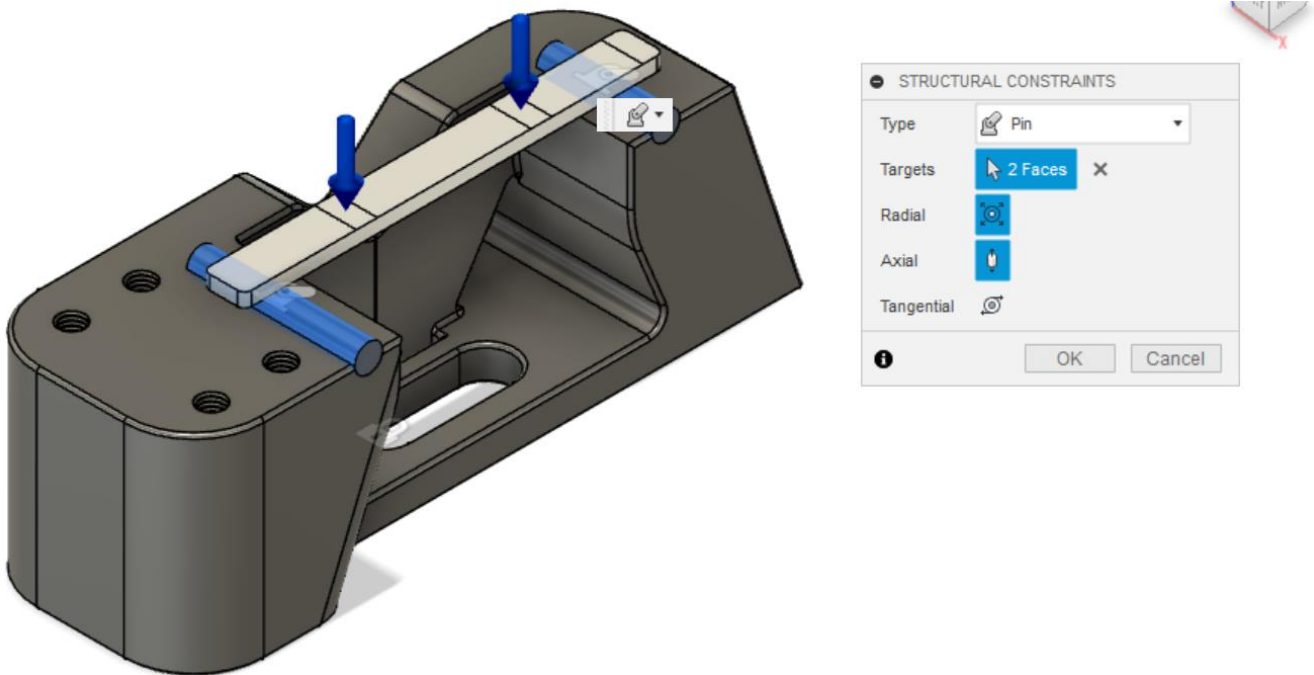 X
STRUCTURAL CONSTRAINTS
Type Pin
Targets 2 Faces
Radial
Axial
Tangential
OK Cancel